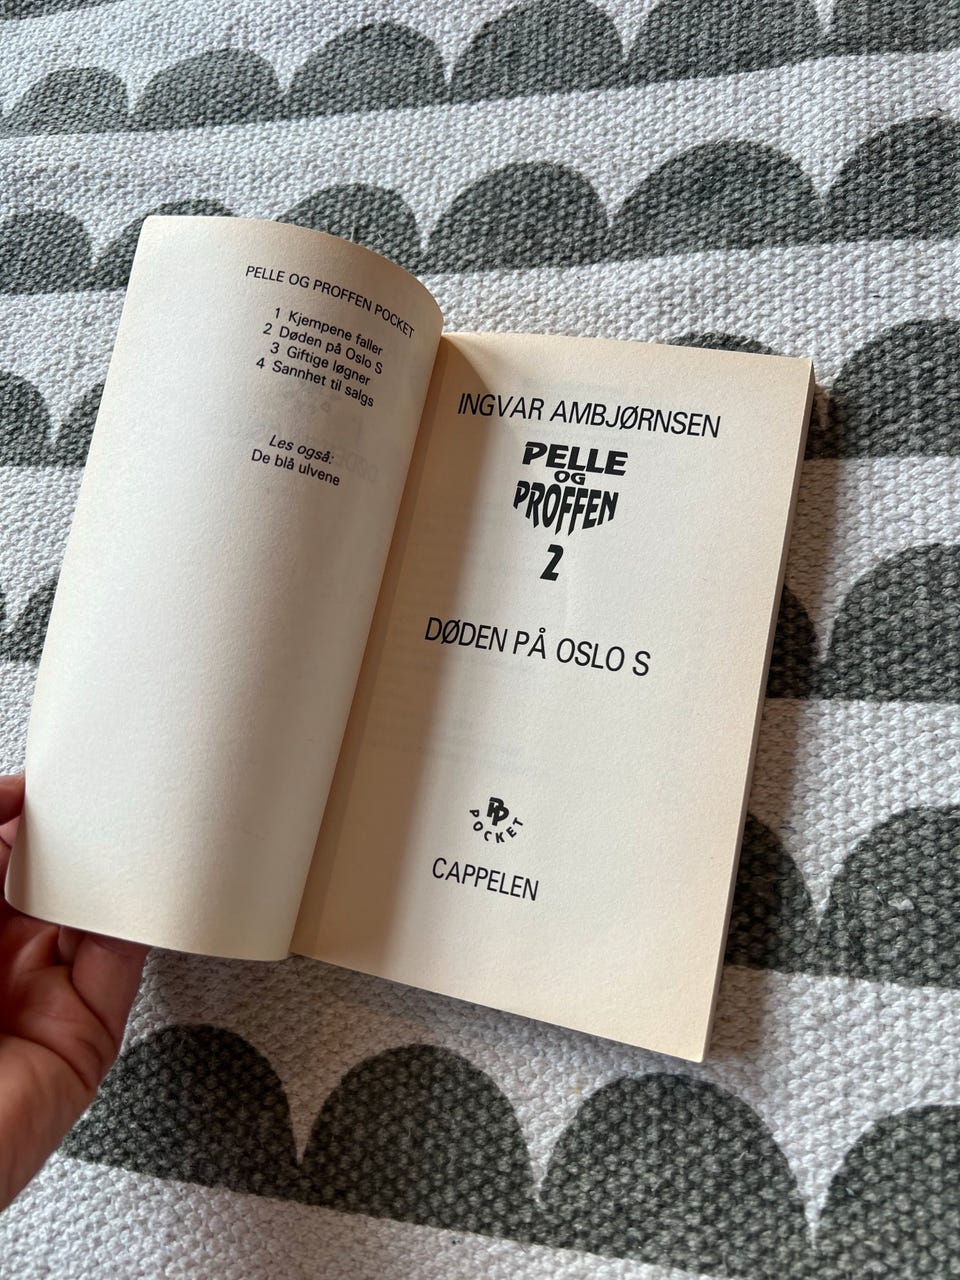 PELLE OG PROFFEN POCKET
1 Kjempene faller
2 Døden på Oslo S
3 Giftige løgner
4 Sannhet til salgs
Les også:
De blå ulvene
INGVAR AMBJØRNSEN
PELLE
OG
PROFFEN
2
DØDEN PÅ OSLO S
PP
POCKET
CAPPELEN